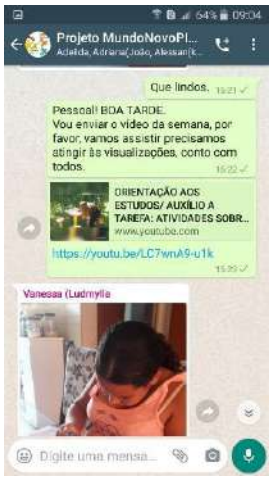 64% 09:04
Projeto MundoNovoPI...
Adelda, Adriana(João, Alessan(k...
Que lindos. 15:21
Pessoal! BOA TARDE.
Vou enviar o vídeo da semana, por
favor, vamos assistir precisamos
atingir às visualizações, conto com
todos. 15:22
ORIENTAÇÃO AOS
ESTUDOS/ AUXÍLIO A
TAREFA: ATIVIDADES SOBR...
www.youtube.com
https://youtu.be/LC7wnA9-u1k
15:23
Vanessa (Ludmylla
Digite uma mensa...